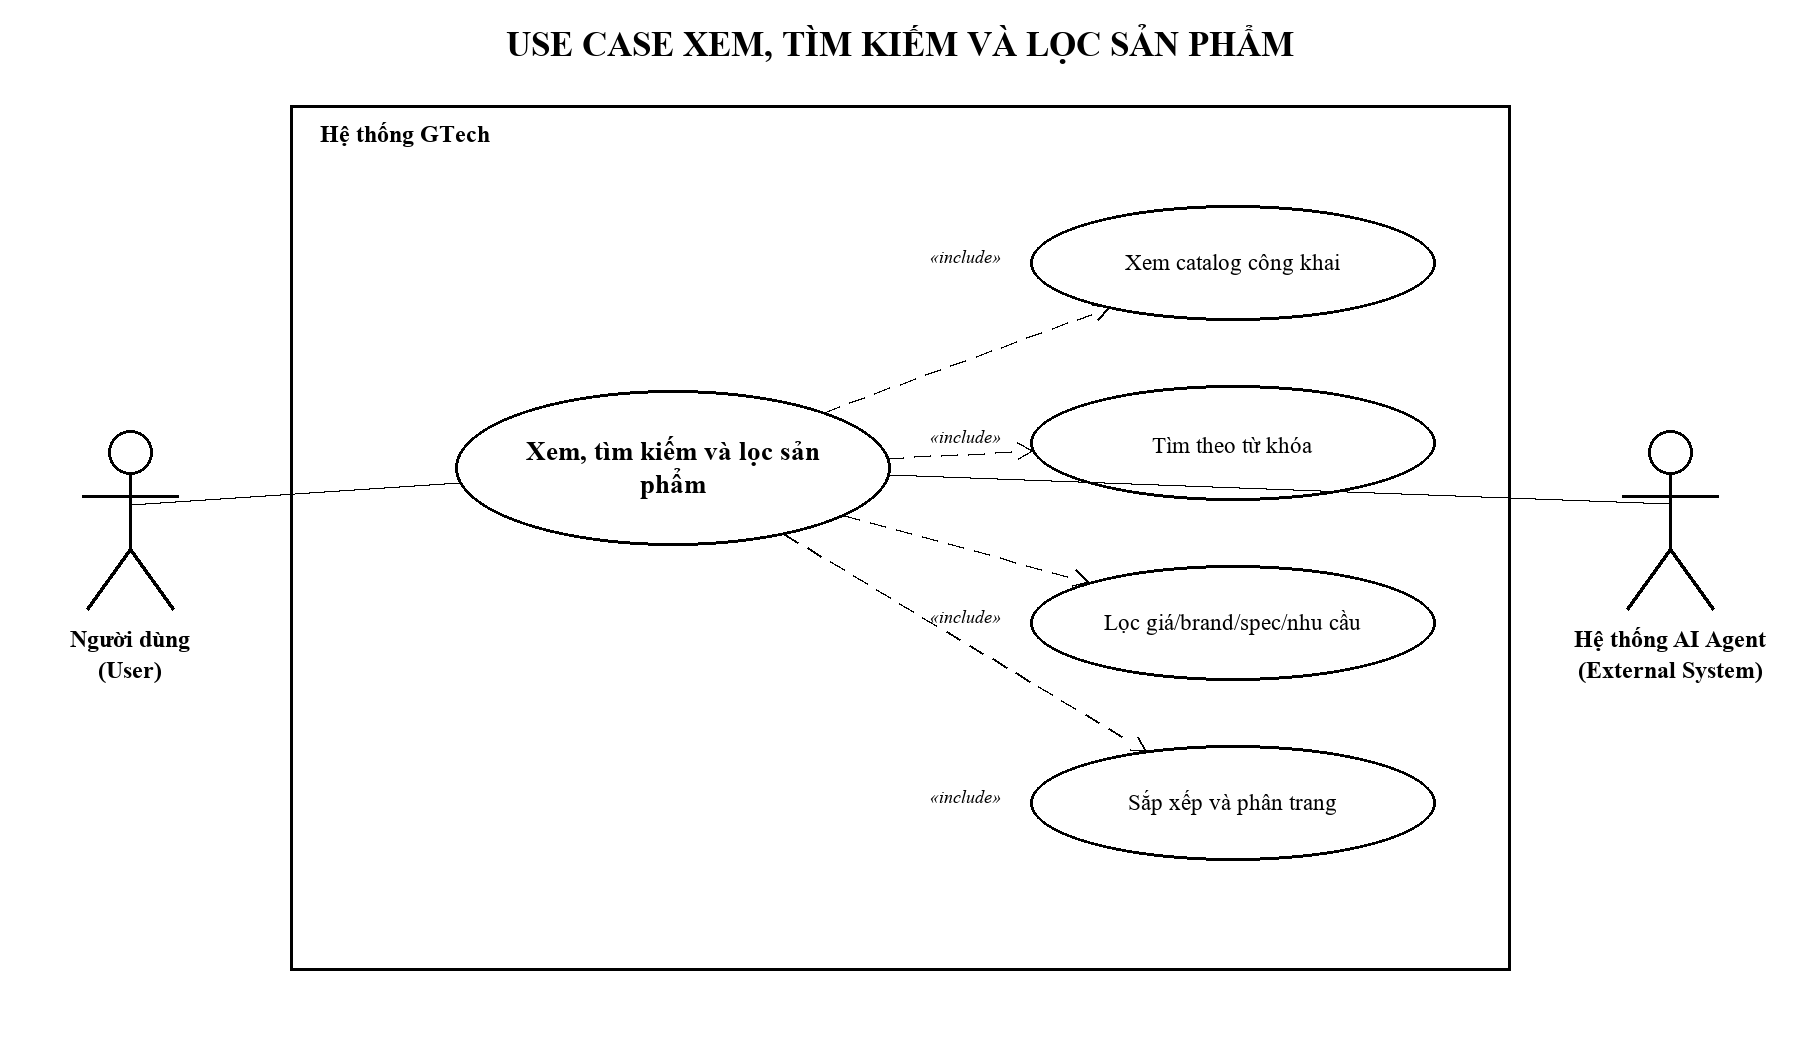 USE CASE XEM, TÌM KIẾM VÀ LỌC SẢN PHẨM
Hệ thống GTech
«include»
Xem catalog công khai
Xem, tìm kiếm và lọc sản
phẩm
«include»
Tìm theo từ khóa
«include»
Lọc giá/brand/spec/nhu cầu
«include»
Sắp xếp và phân trang
Người dùng
(User)
Hệ thống AI Agent
(External System)